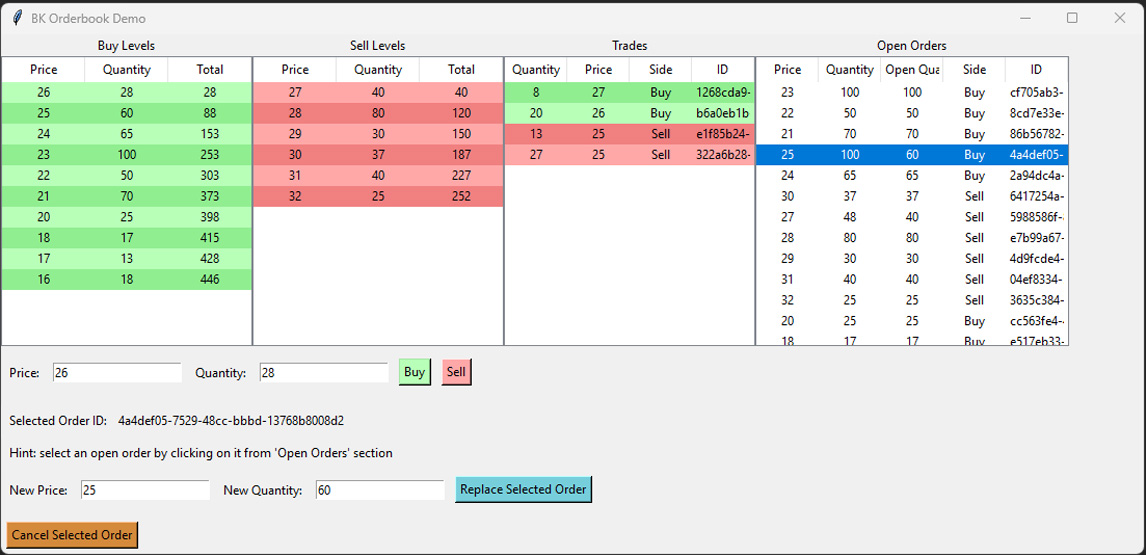 BK Orderbook Demo
Buy Levels Sell Levels Trades Open Orders
Price Quantity Total Price Quantity Total Quantity Price Side ID Price Quantity Open Qua Side ID
26 28 28 27 40 40 8 27 Buy 1268cda9- 23 100 100 Buy cf705ab3-
25 60 88 28 80 120 20 26 Buy b6a0eb1b 22 50 50 Buy 8cd7e33e-
24 65 153 29 30 150 13 25 Sell e1f85b24- 21 70 70 Buy 86b56782-
23 100 253 30 37 187 27 25 Sell 322a6b28- 25 100 60 Buy 4a4def05-
22 50 303 31 40 227 24 65 65 Buy 2a94dc4a-
21 70 373 32 25 252 30 37 37 Sell 6417254a-
20 25 398 27 48 40 Sell 5988586f-
18 17 415 28 80 80 Sell e7b99a67-
17 13 428 29 30 30 Sell 4d9fcde4-
16 18 446 31 40 40 Sell 04ef8334-
32 25 25 Sell 3635c384-
20 25 25 Buy cc563fe4-
18 17 17 Buy e517eb33-
Price: 26 Quantity: 28 Buy Sell
Selected Order ID: 4a4def05-7529-48cc-bbbd-13768b8008d2
Hint: select an open order by clicking on it from 'Open Orders' section
New Price: 25 New Quantity: 60 Replace Selected Order
Cancel Selected Order